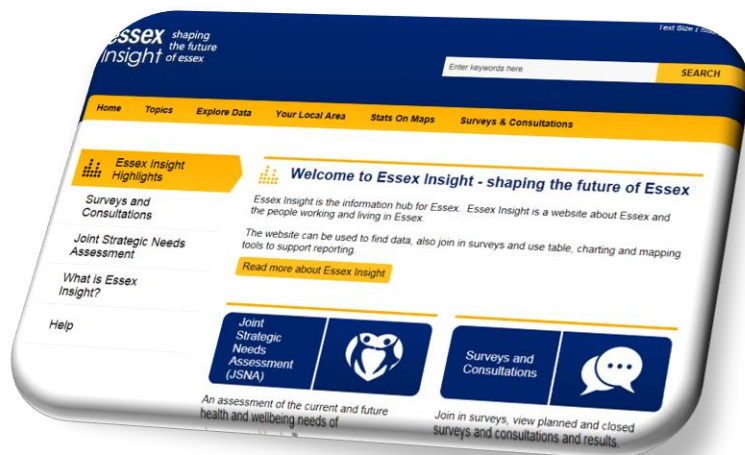 essex shaping
insight the future
of essex
Text Size /
Enter keywords here
SEARCH
Home Topics Explore Data Your Local Area Stats On Maps Surveys & Consultations
Essex Insight
Highlights
Surveys and
Consultations
Joint Strategic Needs
Assessment
What is Essex
Insight?
Help
Welcome to Essex Insight - shaping the future of Essex
Essex Insight is the information hub for Essex. Essex Insight is a website about Essex and
the people working and living in Essex.
The website can be used to find data, also join in surveys and use table, charting and mapping
tools to support reporting.
Read more about Essex Insight
Joint
Strategic
Needs
Assessment
(JSNA)
An assessment of the current and future
health and wellbeing needs of
Surveys and
Consultations
Join in surveys, view planned and closed
surveys and consultations and results.